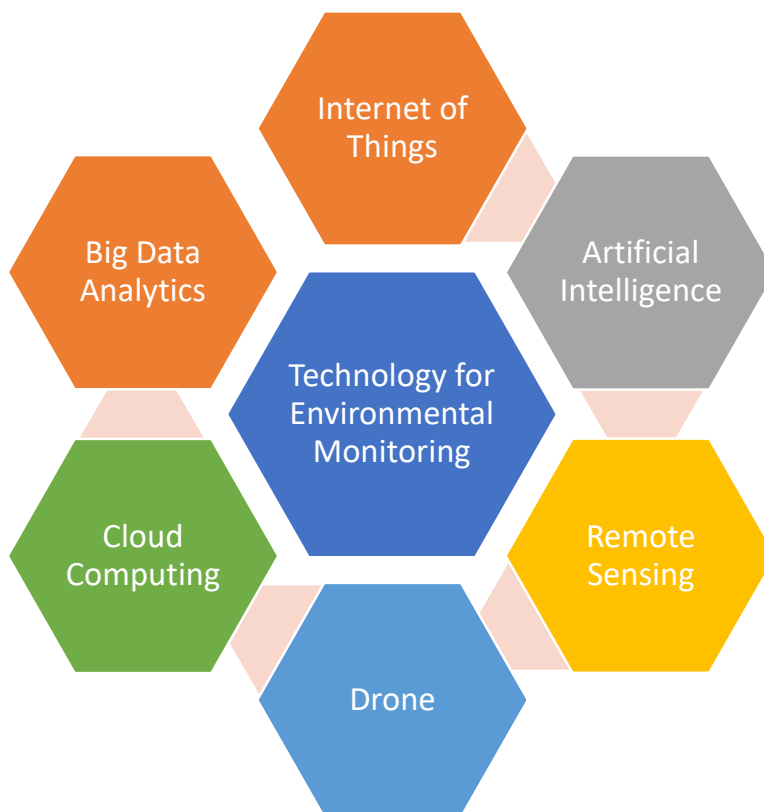 Internet of
Things
Big Data
Analytics
Artificial
Intelligence
Technology for
Environmental
Monitoring
Cloud
Computing
Remote
Sensing
Drone